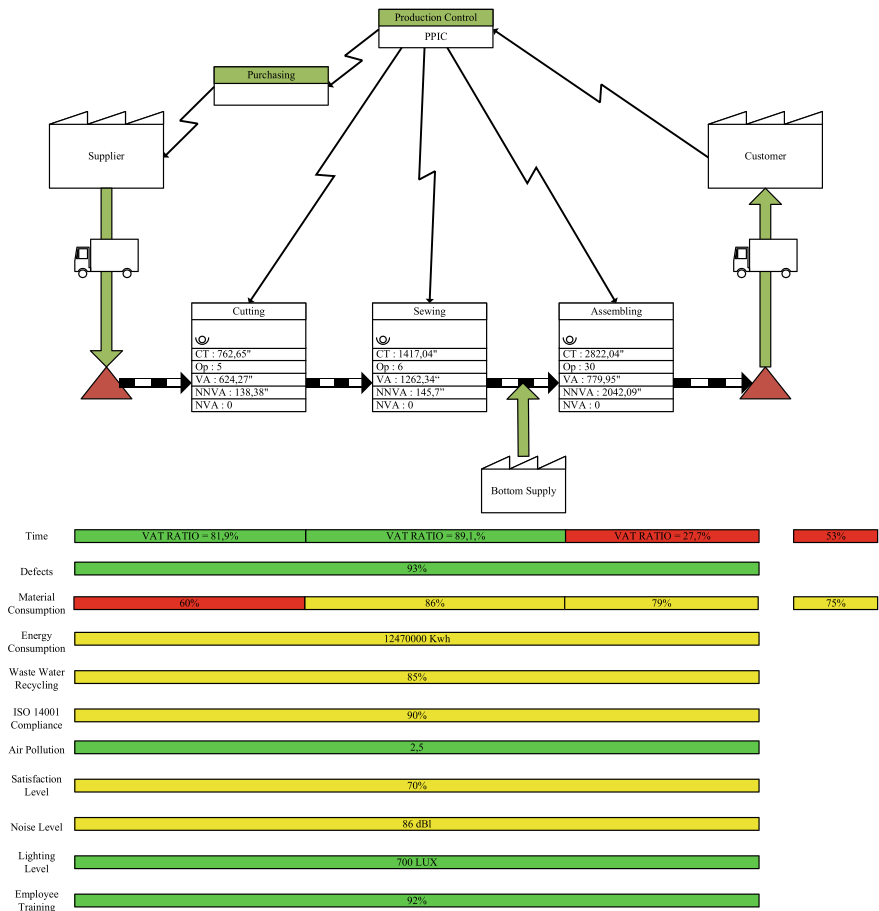 Production Control
PPIC
Purchasing
Supplier
Customer
Cutting
CT : 762,65"
Op : 5
VA : 624,27"
NNVA : 138,38"
NVA : 0
Sewing
CT : 1417,04"
Op : 6
VA : 1262,34“
NNVA : 145,7"
NVA : 0
Assembling
CT : 2822,04"
Op : 30
VA : 779,95"
NNVA : 2042,09"
NVA : 0
Bottom Supply
Time
VAT RATIO = 81,9%
VAT RATIO = 89,1,%
VAT RATIO = 27,7%
53%
Defects
93%
Material
Consumption
60%
86%
79%
75%
Energy
Consumption
12470000 Kwh
Waste Water
Recycling
85%
ISO 14001
Compliance
90%
Air Pollution
2,5
Satisfaction
Level
70%
Noise Level
86 dBl
Lighting
Level
700 LUX
Employee
Training
92%